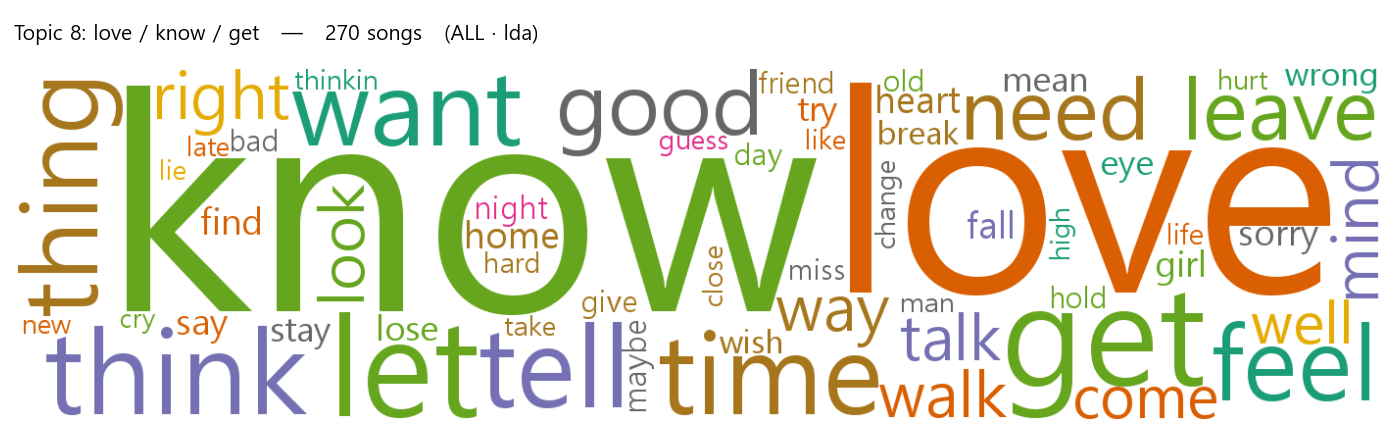 Topic 8: love / know / get — 270 songs (ALL · lda)
thing
right
thinkin
want
good
friend
old
mean
hurt
wrong
try
heart
need
leave
late
bad
guess
like
break
day
lie
know
love
eye
mind
find
look
night
home
hard
change
fall
high
life
sorry
girl
close
miss
new
cry
say
stay
lose
give
take
way
man
hold
well
think
let
tell
maybe
time
wish
talk
get
feel
walk
come